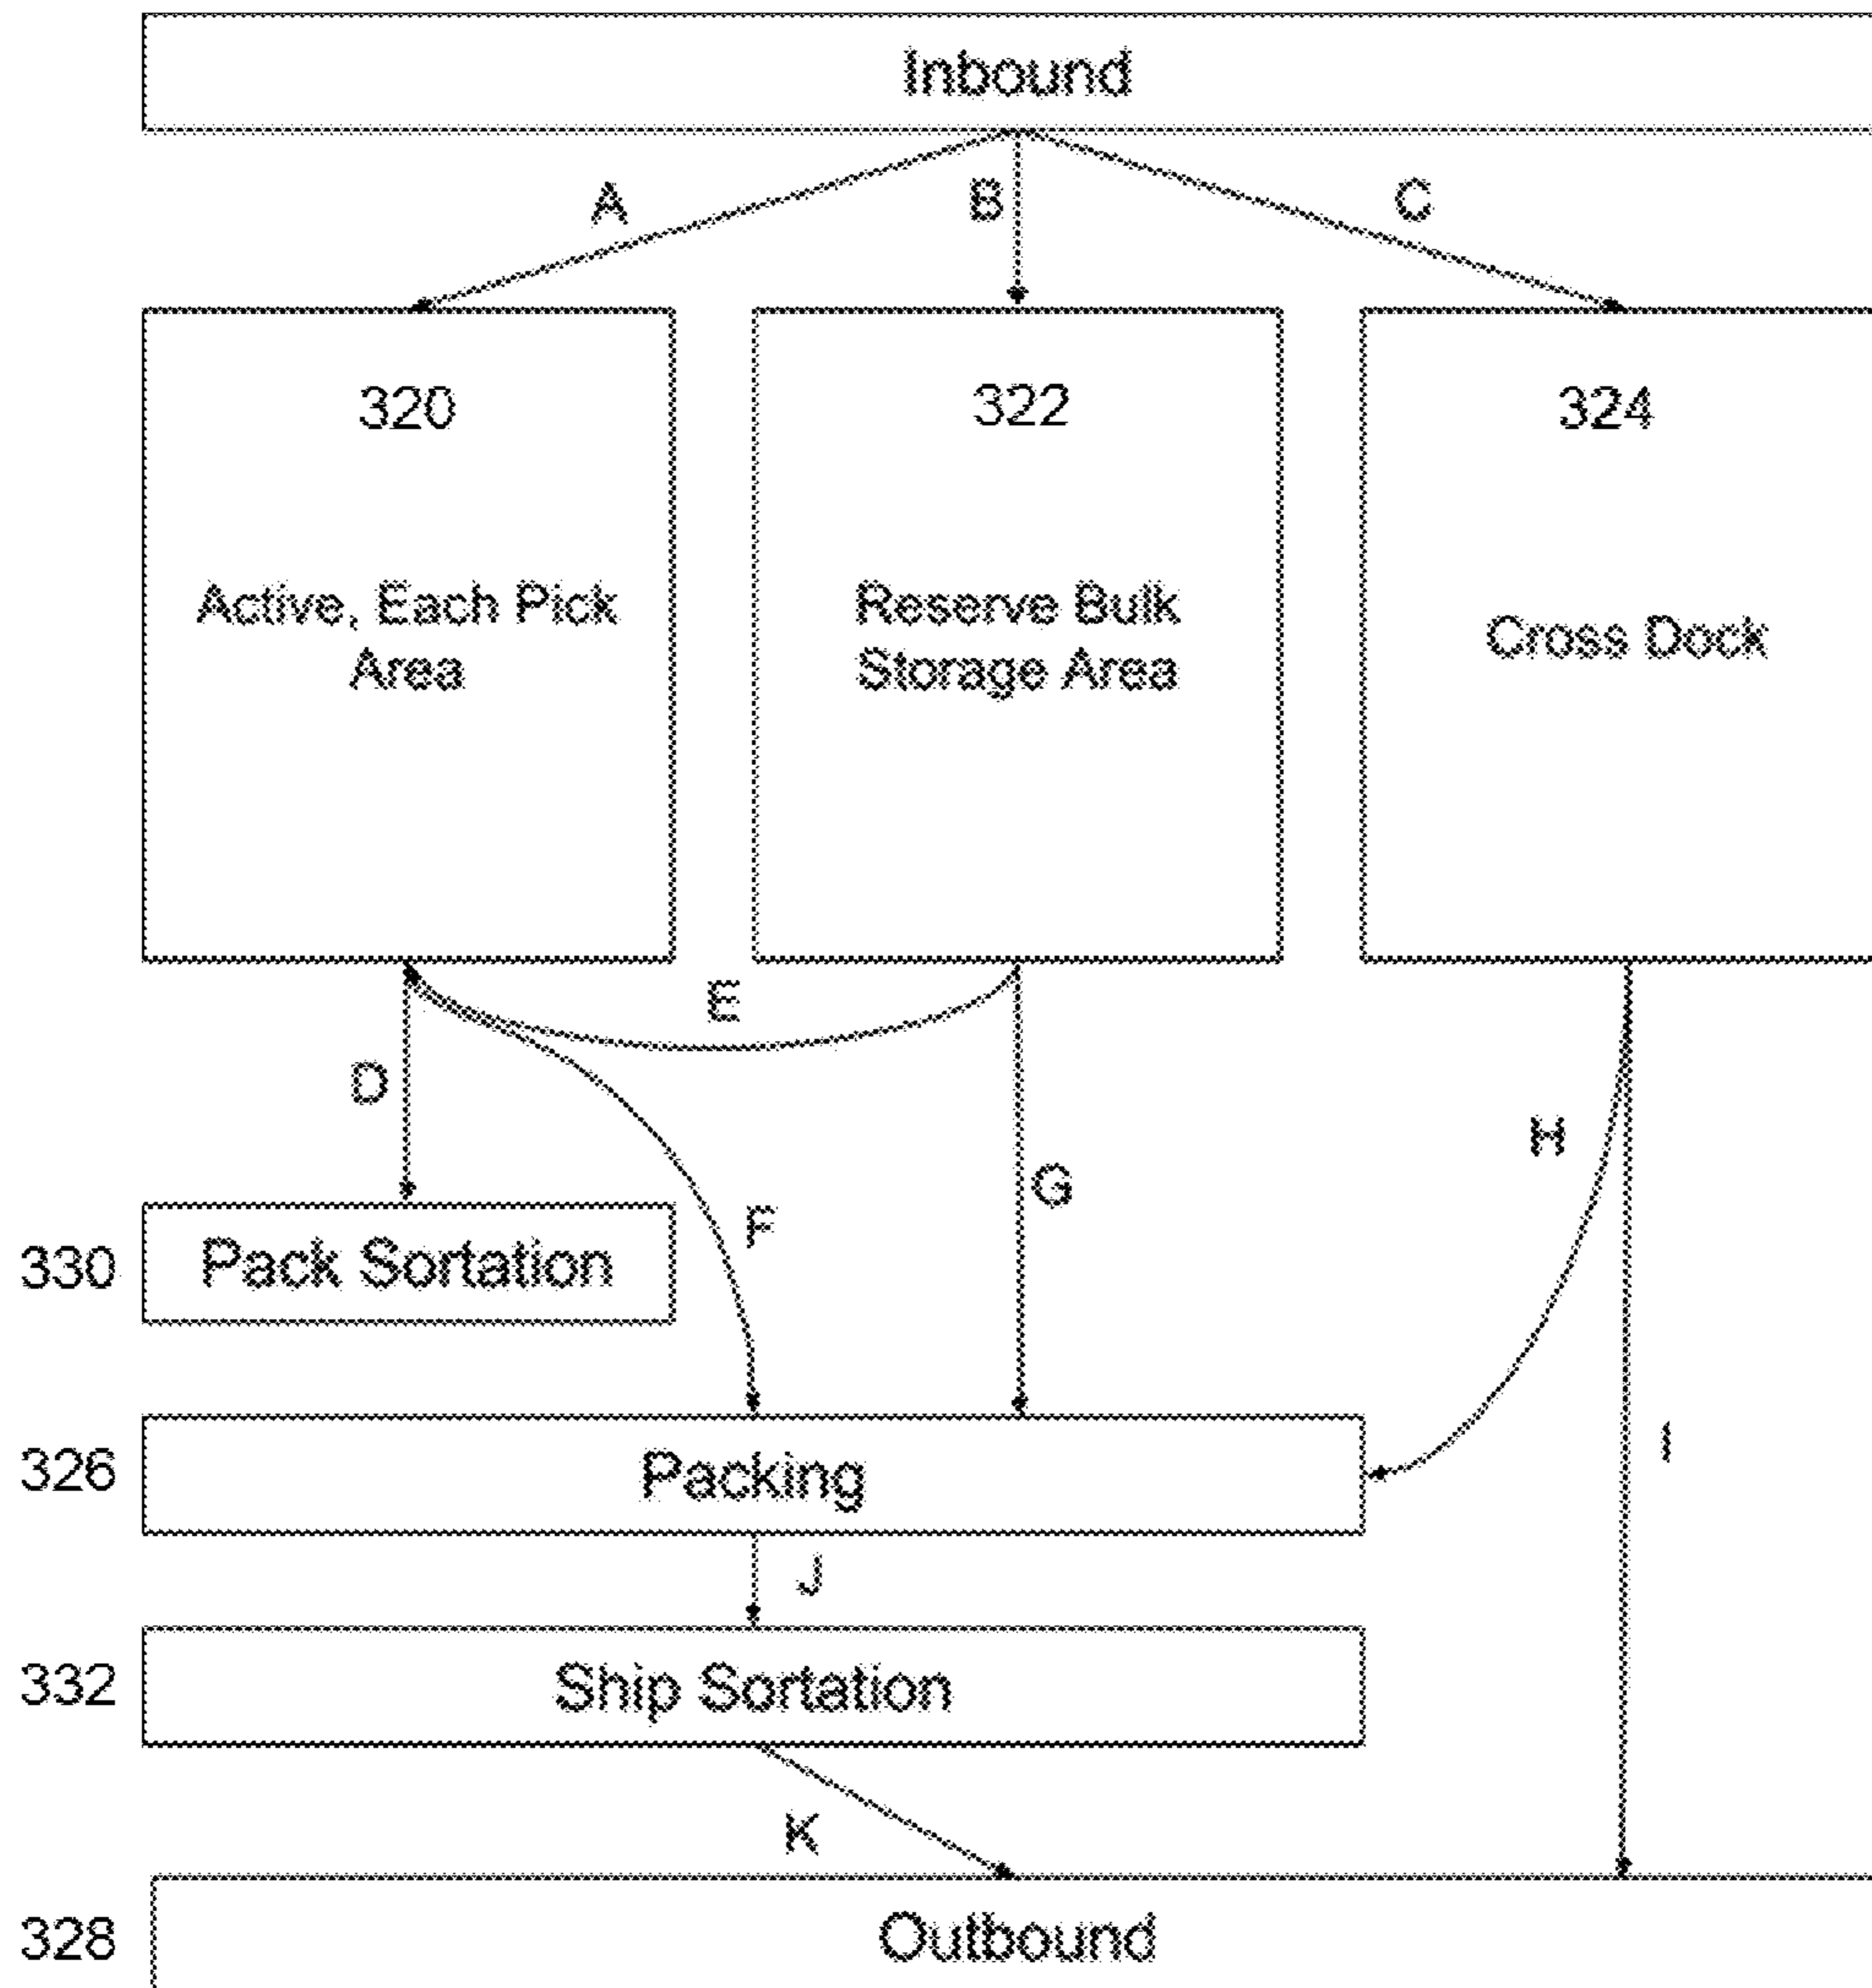 Inbound
A
B
C
320
322
324
Active, Each Pick
Area
Reserve Bulk
Storage Area
Cross Dock
E
D
H
G
F
330
Pack Sortation
I
326
Packing
J
332
Ship Sortation
K
328
Outbound